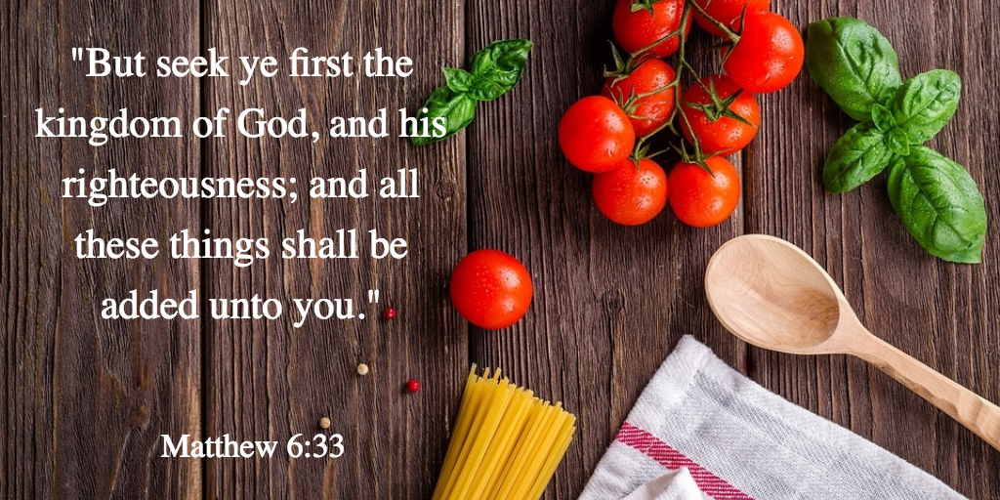 "But seek ye first the
kingdom of God, and his
righteousness; and all
these things shall be
added unto you."
Matthew 6:33